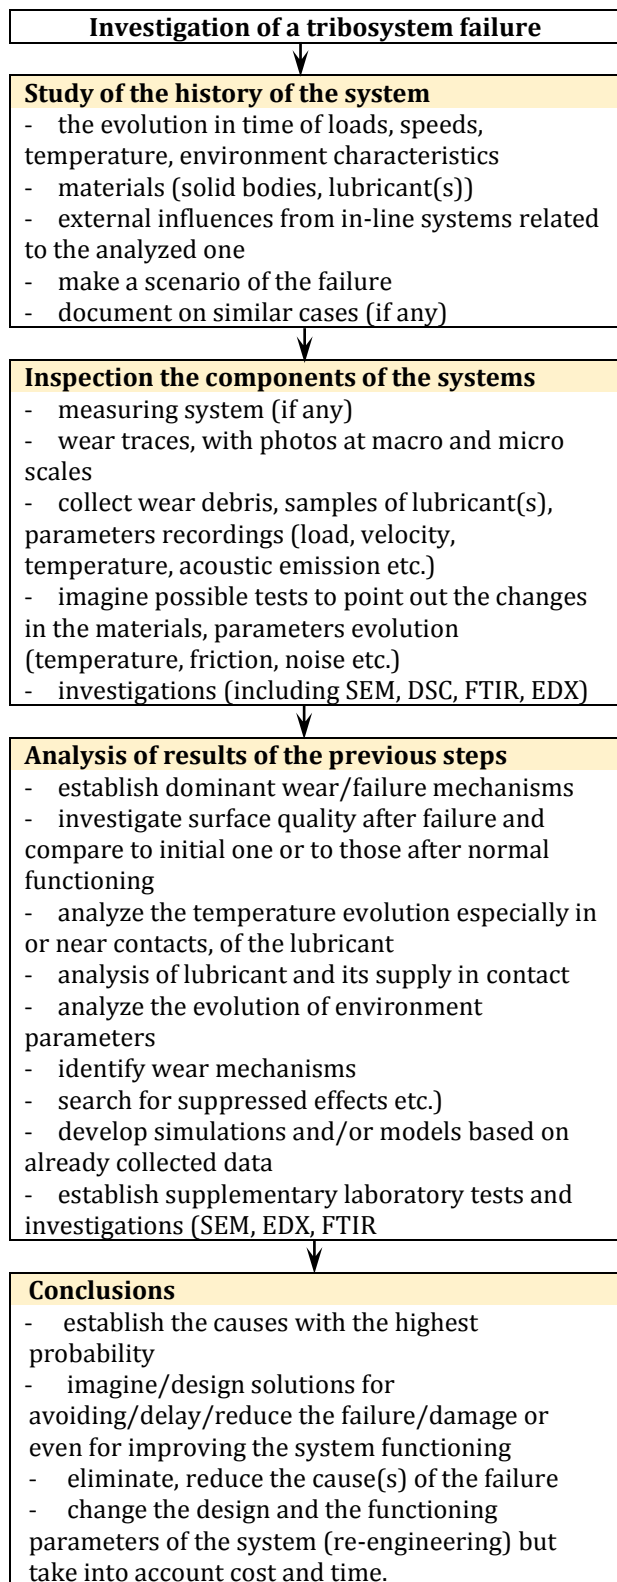 Investigation of a tribosystem failure
Study of the history of the system
- the evolution in time of loads, speeds,
temperature, environment characteristics
- materials (solid bodies, lubricant(s))
- external influences from in-line systems related
to the analyzed one
- make a scenario of the failure
- document on similar cases (if any)
Inspection the components of the systems
- measuring system (if any)
- wear traces, with photos at macro and micro
scales
- collect wear debris, samples of lubricant(s),
parameters recordings (load, velocity,
temperature, acoustic emission etc.)
- imagine possible tests to point out the changes
in the materials, parameters evolution
(temperature, friction, noise etc.)
- investigations (including SEM, DSC, FTIR, EDX)
Analysis of results of the previous steps
- establish dominant wear/failure mechanisms
- investigate surface quality after failure and
compare to initial one or to those after normal
functioning
- analyze the temperature evolution especially in
or near contacts, of the lubricant
- analysis of lubricant and its supply in contact
- analyze the evolution of environment
parameters
- identify wear mechanisms
- search for suppressed effects etc.)
- develop simulations and/or models based on
already collected data
- establish supplementary laboratory tests and
investigations (SEM, EDX, FTIR
Conclusions
- establish the causes with the highest
probability
- imagine/design solutions for
avoiding/delay/reduce the failure/damage or
even for improving the system functioning
- eliminate, reduce the cause(s) of the failure
- change the design and the functioning
parameters of the system (re-engineering) but
take into account cost and time.